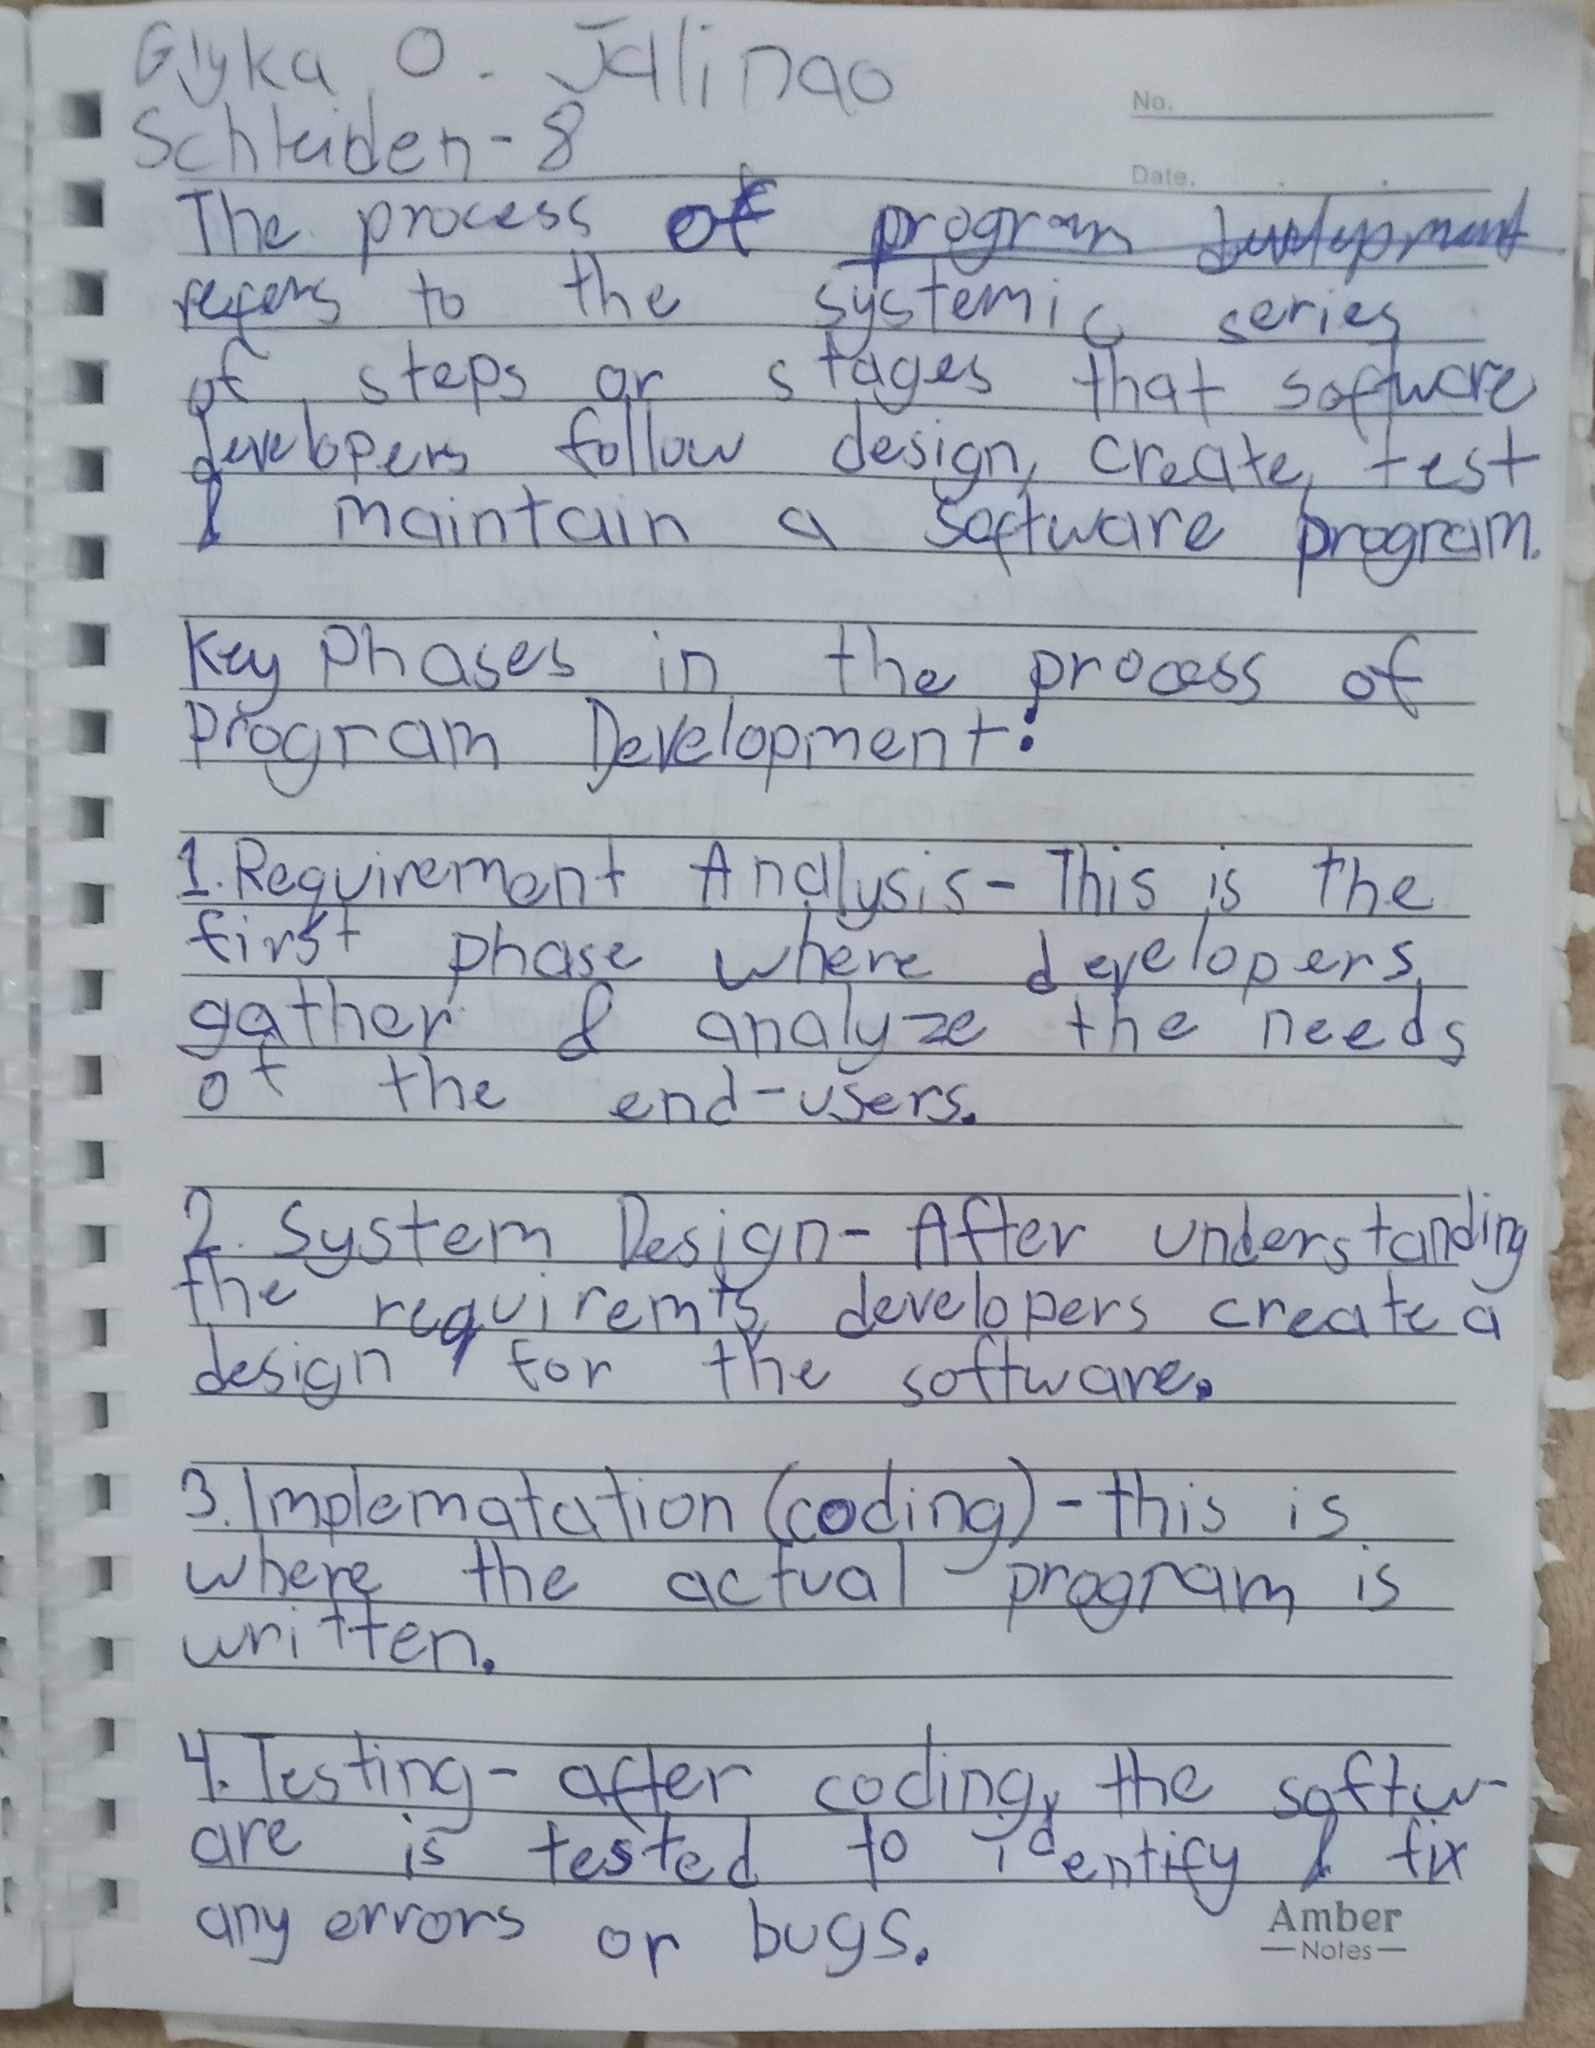 Glyka O. Jalinao
Schleiden-8
No.
Date.
The process of program development
refers to the systemic series
of steps or stages that software
developers follow design, create, test
& maintain a software program.
Key Phases in the process of
Program Development:
1. Requirement Analysis- This is the
first phase where developers
gather & analyze the needs
of the end-users.
2. System Design- After understanding
the requiremts, developers create a
design for the software.
3. Implematation (coding) - this is
where the actual program is
written.
4. Testing- after coding, the softw-
are is tested to identify & fix
any errors or bugs.
Amber
Notes